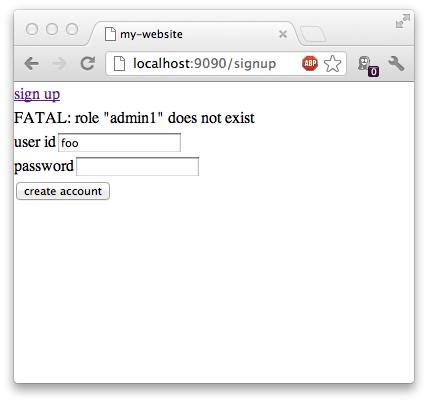 my-website
localhost:9090/signup
ABP
0
sign up
FATAL: role "admin1" does not exist
user id foo
password
create account